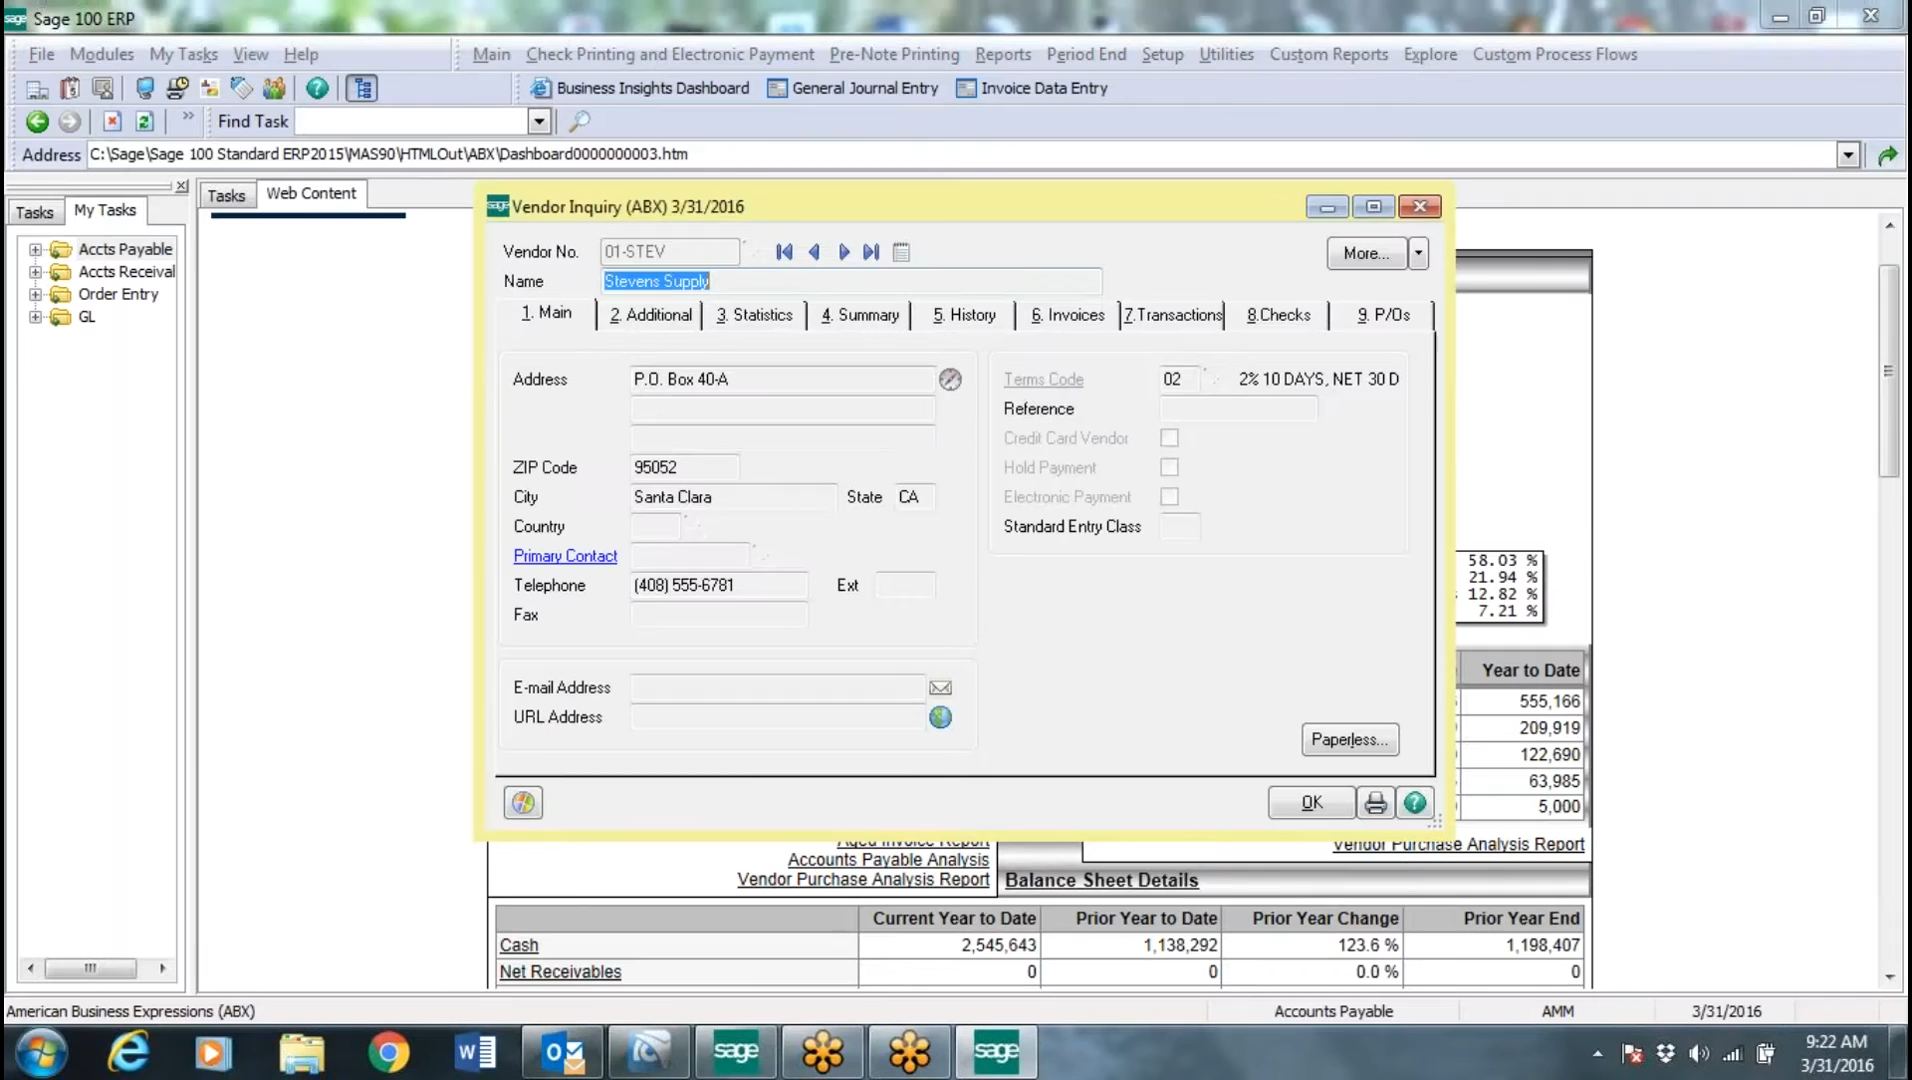 sage Sage 100 ERP
File Modules My Tasks View Help Main Check Printing and Electronic Payment Pre-Note Printing Reports Period End Setup Utilities Custom Reports Explore Custom Process Flows
Business Insights Dashboard General Journal Entry Invoice Data Entry
» Find Task
Address C:\Sage\Sage 100 Standard ERP2015\MAS90\HTMLOut\ABX\Dashboard0000000003.htm
Tasks My Tasks
Tasks Web Content
Accts Payable
Accts Receival
Order Entry
GL
sage Vendor Inquiry (ABX) 3/31/2016
Vendor No. 01-STEV More...
Name Stevens Supply
1. Main 2. Additional 3. Statistics 4. Summary 5. History 6. Invoices 7.Transactions 8.Checks 9. P/Os
Address P.O. Box 40-A
ZIP Code 95052
City Santa Clara State CA
Country
Primary Contact
Telephone (408) 555-6781 Ext
Fax
Terms Code 02 2% 10 DAYS, NET 30 D
Reference
Credit Card Vendor
Hold Payment
Electronic Payment
Standard Entry Class
E-mail Address
URL Address
Paperless...
OK
58.03 %
21.94 %
12.82 %
7.21 %
Year to Date
555,166
209,919
122,690
63,985
5,000
Aged Invoice Report
Accounts Payable Analysis
Vendor Purchase Analysis Report
Vendor Purchase Analysis Report
Balance Sheet Details
Current Year to Date Prior Year to Date Prior Year Change Prior Year End
Cash 2,545,643 1,138,292 123.6 % 1,198,407
Net Receivables 0 0 0.0 % 0
American Business Expressions (ABX) Accounts Payable AMM 3/31/2016
sage sage
9:22 AM
3/31/2016